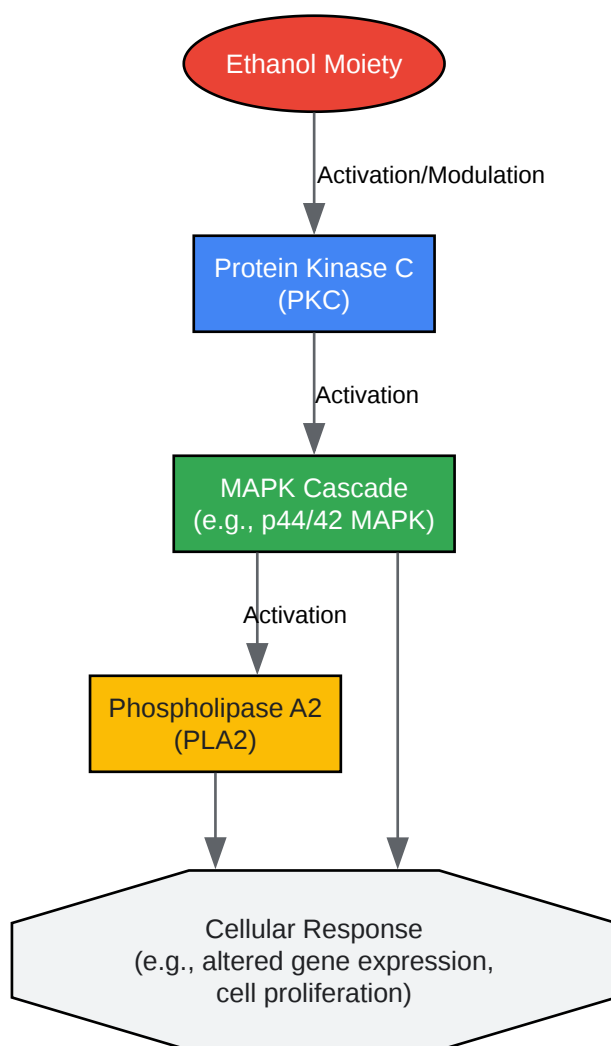 Ethanol Moiety
Activation/Modulation
Protein Kinase C
(PKC)
Activation
MAPK Cascade
(e.g., p44/42 MAPK)
Activation
Phospholipase A2
(PLA2)
Cellular Response
(e.g., altered gene expression,
cell proliferation)